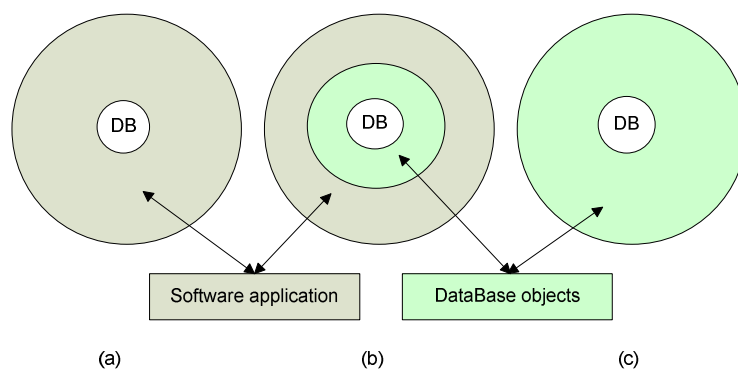 DB
DB
DB
Software application
DataBase objects
(a)
(b)
(c)